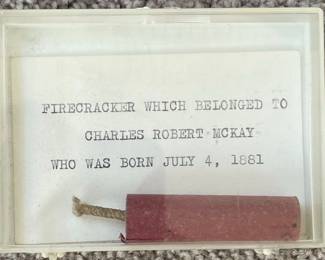 FIRECRACKER WHICH BELONGED TO
CHARLES ROBERT MCKAY
WHO WAS BORN JULY 4, 1881